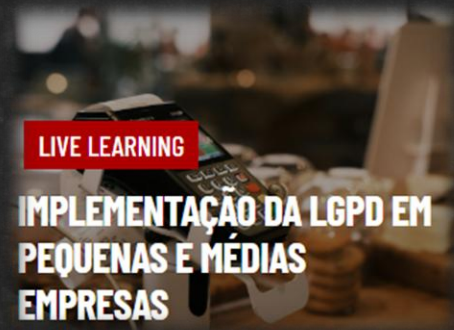 LIVE LEARNING
IMPLEMENTAÇÃO DA LGPD EM
PEQUENAS E MÉDIAS
EMPRESAS